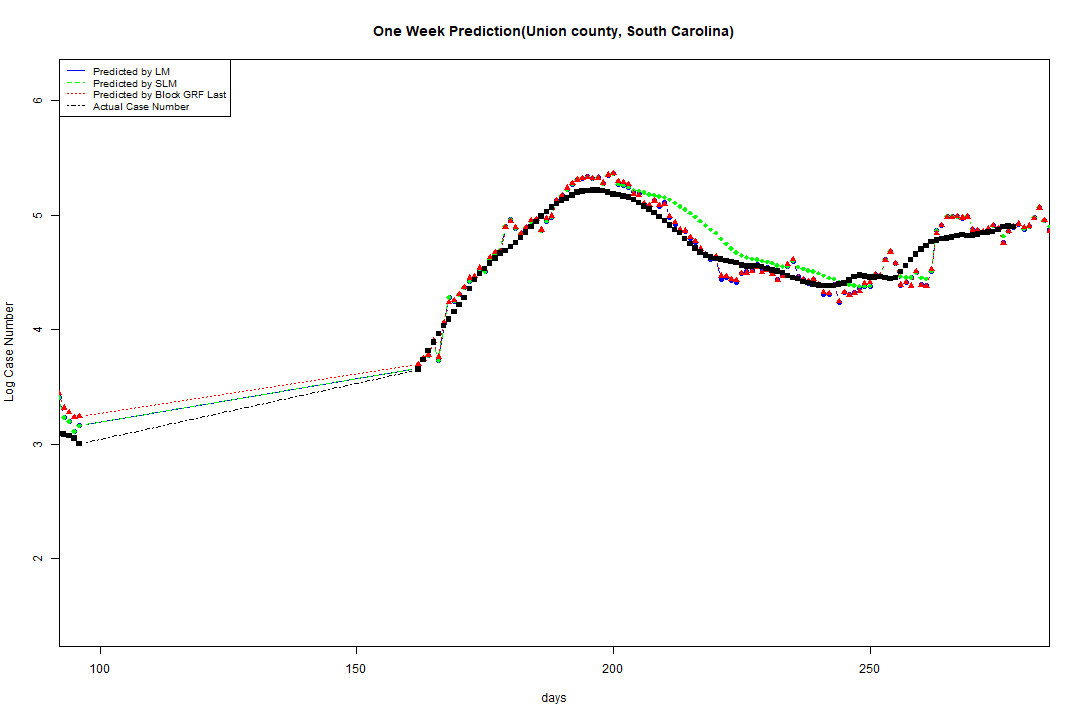 One Week Prediction(Union county, South Carolina)
Predicted by LM
Predicted by SLM
Predicted by Block GRF Last
Actual Case Number
Log Case Number
6
5
4
3
2
100 150 200 250
days